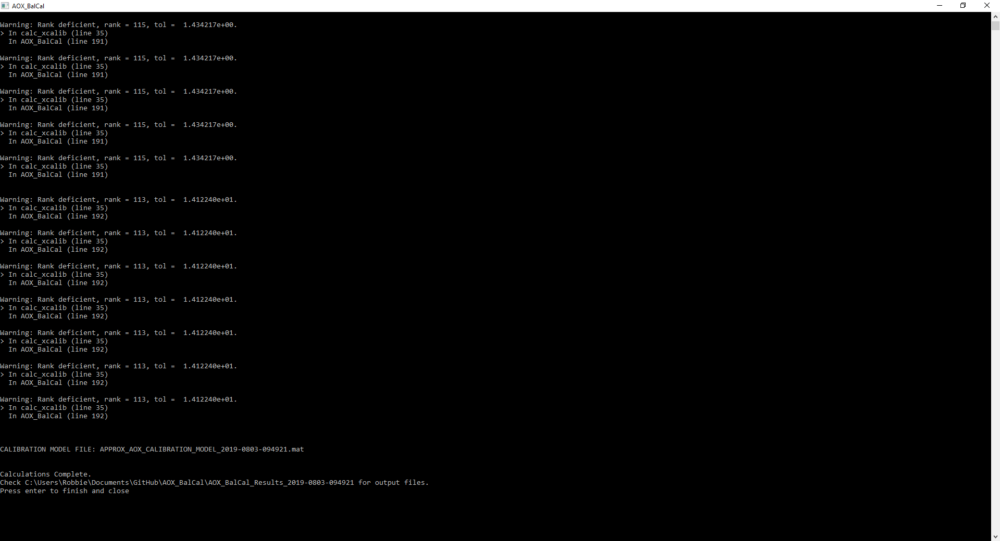 AOX_BalCal
Warning: Rank deficient, rank = 115, tol =  1.434217e+00.
> In calc_xcalib (line 35)
  In AOX_BalCal (line 191)
Warning: Rank deficient, rank = 115, tol =  1.434217e+00.
> In calc_xcalib (line 35)
  In AOX_BalCal (line 191)
Warning: Rank deficient, rank = 115, tol =  1.434217e+00.
> In calc_xcalib (line 35)
  In AOX_BalCal (line 191)
Warning: Rank deficient, rank = 115, tol =  1.434217e+00.
> In calc_xcalib (line 35)
  In AOX_BalCal (line 191)
Warning: Rank deficient, rank = 115, tol =  1.434217e+00.
> In calc_xcalib (line 35)
  In AOX_BalCal (line 191)
Warning: Rank deficient, rank = 113, tol =  1.412240e+01.
> In calc_xcalib (line 35)
  In AOX_BalCal (line 192)
Warning: Rank deficient, rank = 113, tol =  1.412240e+01.
> In calc_xcalib (line 35)
  In AOX_BalCal (line 192)
Warning: Rank deficient, rank = 113, tol =  1.412240e+01.
> In calc_xcalib (line 35)
  In AOX_BalCal (line 192)
Warning: Rank deficient, rank = 113, tol =  1.412240e+01.
> In calc_xcalib (line 35)
  In AOX_BalCal (line 192)
Warning: Rank deficient, rank = 113, tol =  1.412240e+01.
> In calc_xcalib (line 35)
  In AOX_BalCal (line 192)
Warning: Rank deficient, rank = 113, tol =  1.412240e+01.
> In calc_xcalib (line 35)
  In AOX_BalCal (line 192)
Warning: Rank deficient, rank = 113, tol =  1.412240e+01.
> In calc_xcalib (line 35)
  In AOX_BalCal (line 192)
CALIBRATION MODEL FILE: APPROX_AOX_CALIBRATION_MODEL_2019-0803-094921.mat
Calculations Complete.
Check C:\Users\Robbie\Documents\GitHub\AOX_BalCal\AOX_BalCal_Results_2019-0803-094921 for output files.
Press enter to finish and close